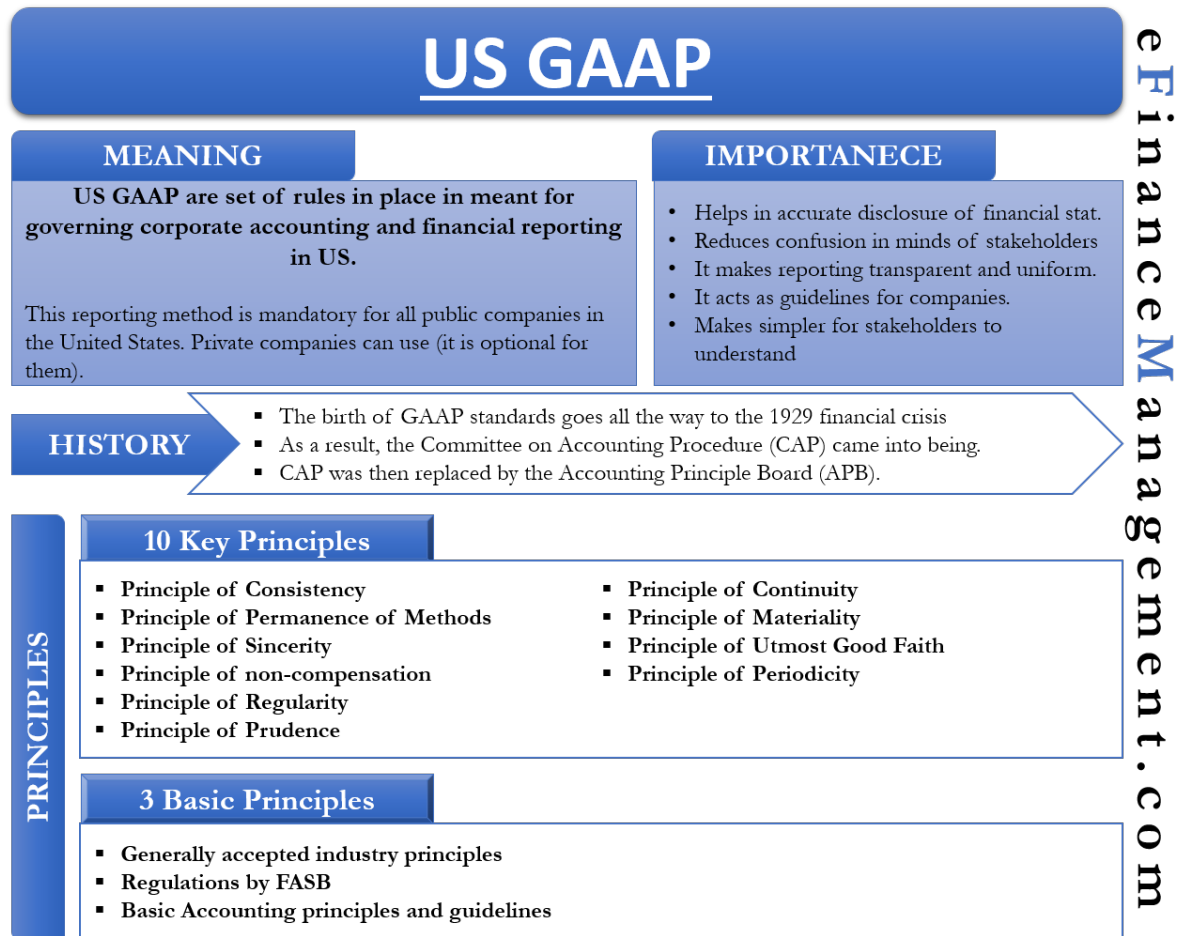 US GAAP
MEANING
US GAAP are set of rules in place in meant for
governing corporate accounting and financial reporting
in US.
This reporting method is mandatory for all public companies in
the United States. Private companies can use (it is optional for
them).
IMPORTANECE
• Helps in accurate disclosure of financial stat.
• Reduces confusion in minds of stakeholders
• It makes reporting transparent and uniform.
• It acts as guidelines for companies.
• Makes simpler for stakeholders to
understand
HISTORY
▪ The birth of GAAP standards goes all the way to the 1929 financial crisis
▪ As a result, the Committee on Accounting Procedure (CAP) came into being.
▪ CAP was then replaced by the Accounting Principle Board (APB).
PRINCIPLES
10 Key Principles
▪ Principle of Consistency
▪ Principle of Permanence of Methods
▪ Principle of Sincerity
▪ Principle of non-compensation
▪ Principle of Regularity
▪ Principle of Prudence
▪ Principle of Continuity
▪ Principle of Materiality
▪ Principle of Utmost Good Faith
▪ Principle of Periodicity
3 Basic Principles
▪ Generally accepted industry principles
▪ Regulations by FASB
▪ Basic Accounting principles and guidelines
eFinanceManagement.com